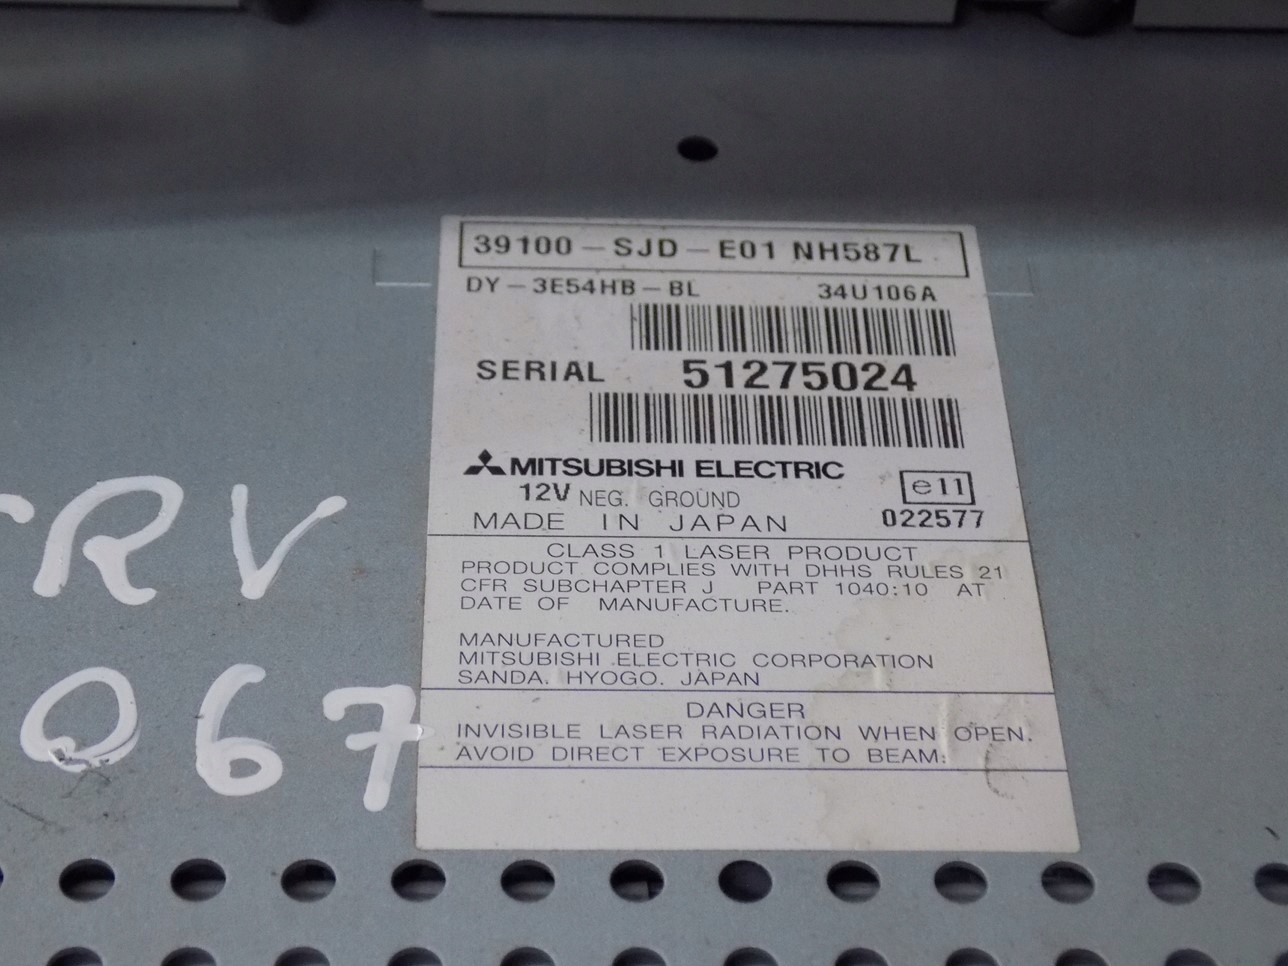 39100-SJD-E01 NH587L
DY-3E54HB-BL 34U106A
SERIAL 51275024
MITSUBISHI ELECTRIC
12V NEG. GROUND
e11
MADE IN JAPAN
022577
CLASS 1 LASER PRODUCT
PRODUCT COMPLIES WITH DHHS RULES 21
CFR SUBCHAPTER J PART 1040:10 AT
DATE OF MANUFACTURE.
MANUFACTURED
MITSUBISHI ELECTRIC CORPORATION
SANDA. HYOGO. JAPAN
DANGER
INVISIBLE LASER RADIATION WHEN OPEN.
AVOID DIRECT EXPOSURE TO BEAM.
RV
067